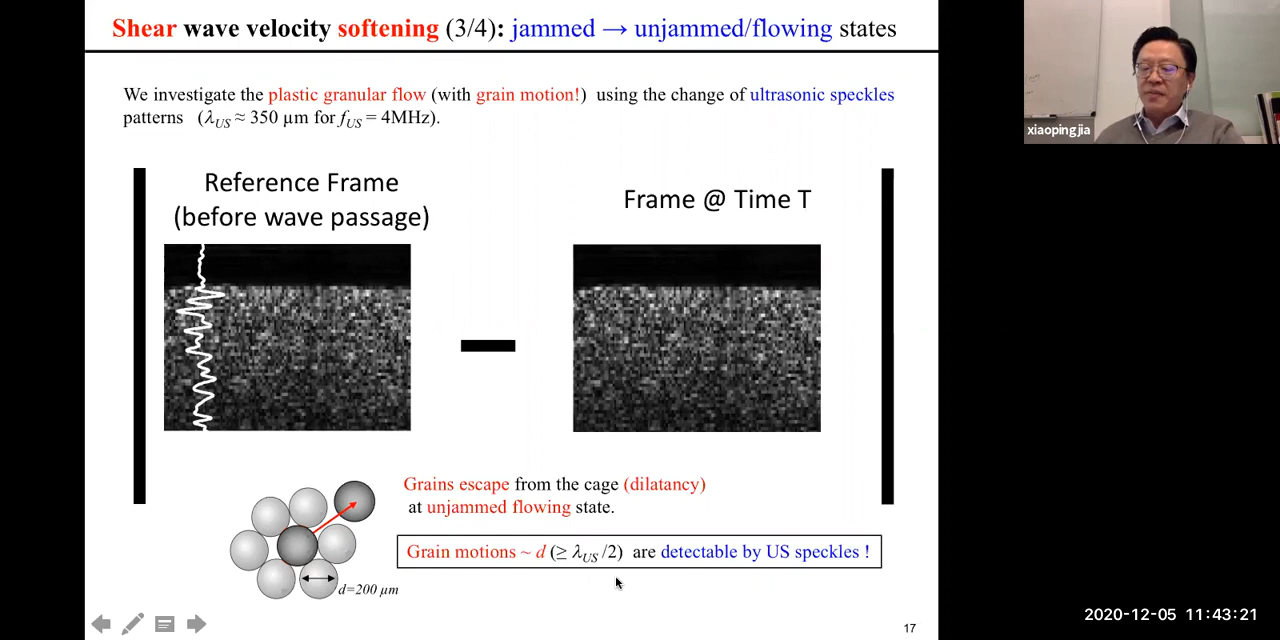 Shear wave velocity softening (3/4): jammed → unjammed/flowing states
We investigate the plastic granular flow (with grain motion!) using the change of ultrasonic speckles
patterns (λUS ≈ 350 µm for fUS = 4MHz).
Reference Frame
(before wave passage)
Frame @ Time T
Grains escape from the cage (dilatancy)
at unjammed flowing state.
Grain motions ~ d (≥ λUS /2) are detectable by US speckles !
d=200 µm
17
xiaopingjia
2020-12-05 11:43:21